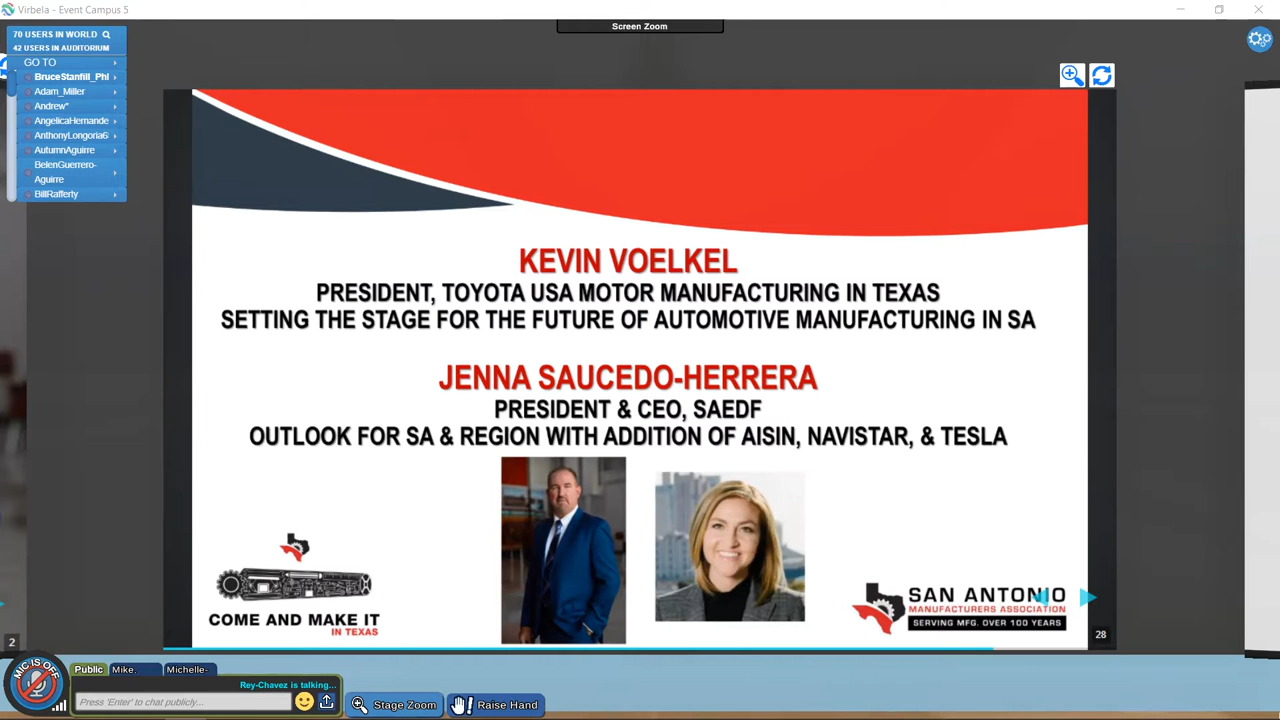 Virbela - Event Campus 5
Screen Zoom
70 USERS IN WORLD
42 USERS IN AUDITORIUM
GO TO
BruceStanfill_PhI
Adam_Miller
Andrew*
AngelicaHernande
AnthonyLongoria6
AutumnAguirre
BelenGuerrero-
Aguirre
BillRafferty
KEVIN VOELKEL
PRESIDENT, TOYOTA USA MOTOR MANUFACTURING IN TEXAS
SETTING THE STAGE FOR THE FUTURE OF AUTOMOTIVE MANUFACTURING IN SA
JENNA SAUCEDO-HERRERA
PRESIDENT & CEO, SAEDF
OUTLOOK FOR SA & REGION WITH ADDITION OF AISIN, NAVISTAR, & TESLA
COME AND MAKE IT
IN TEXAS
SAN ANTONIO
MANUFACTURERS ASSOCIATION
SERVING MFG. OVER 100 YEARS
28
2
MIC IS OFF
Public
Mike.
Michelle-
Rey-Chavez is talking...
Press 'Enter' to chat publicly...
Stage Zoom
Raise Hand